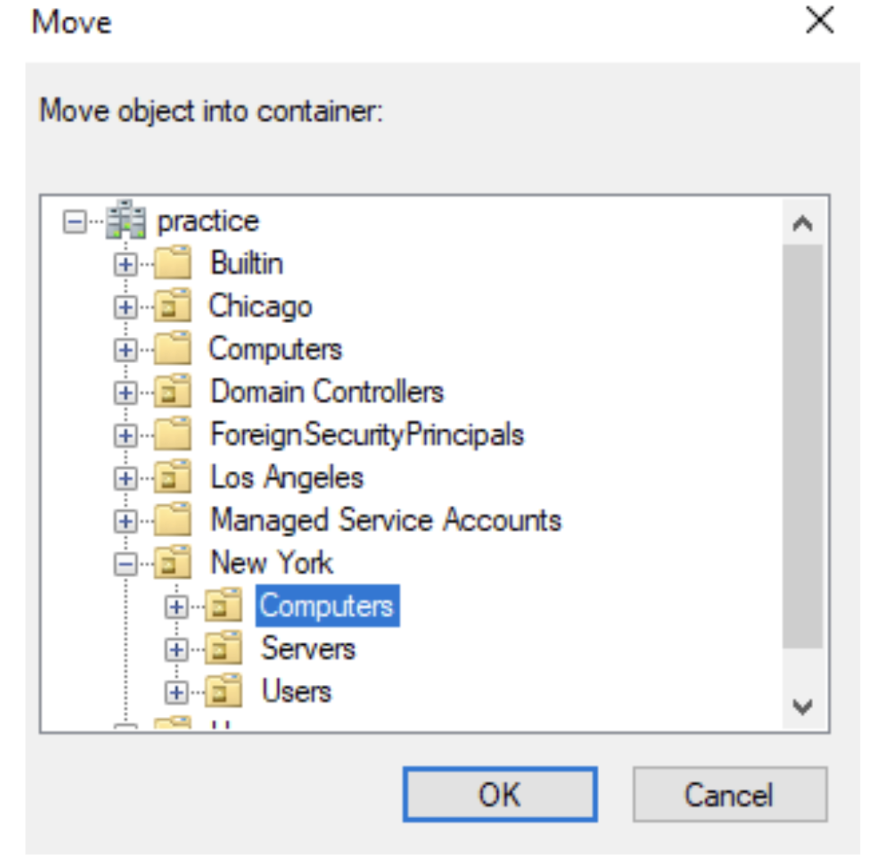 Move
Move object into container:
practice
Builtin
Chicago
Computers
Domain Controllers
ForeignSecurityPrincipals
Los Angeles
Managed Service Accounts
New York
Computers
Servers
Users
OK Cancel